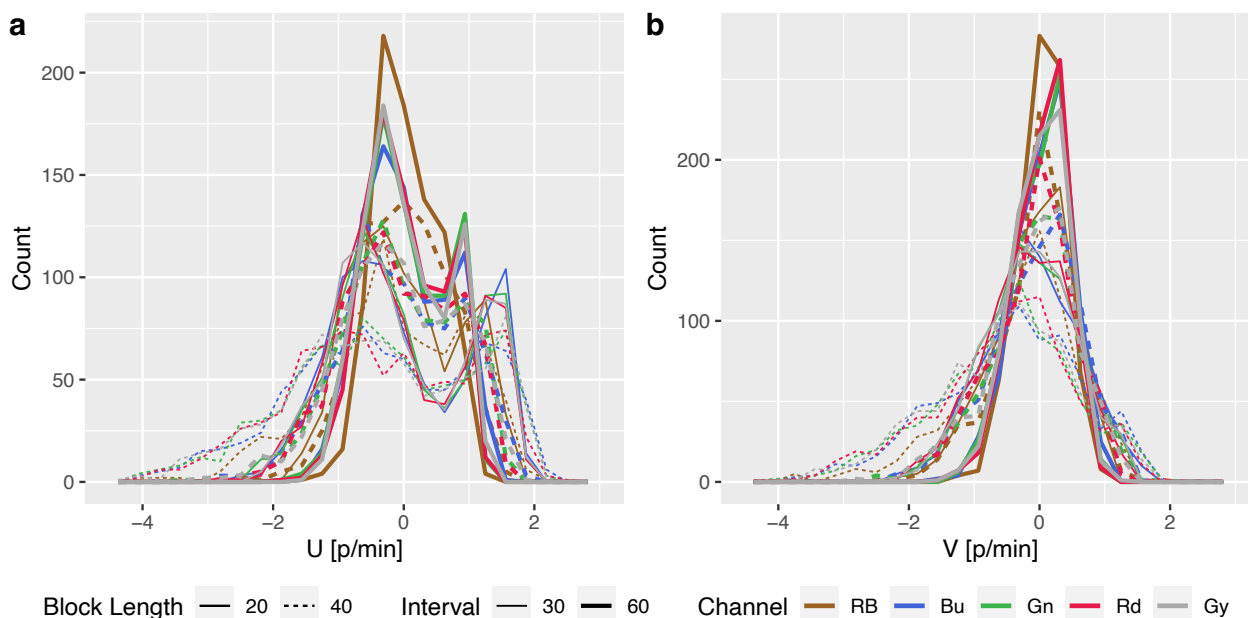 a
b
200
150
100
50
0
Count
−4
−2
0
2
U [p/min]
200
100
0
Count
−4
−2
0
2
V [p/min]
Block Length 20 40 Interval 30 60 Channel RB Bu Gn Rd Gy